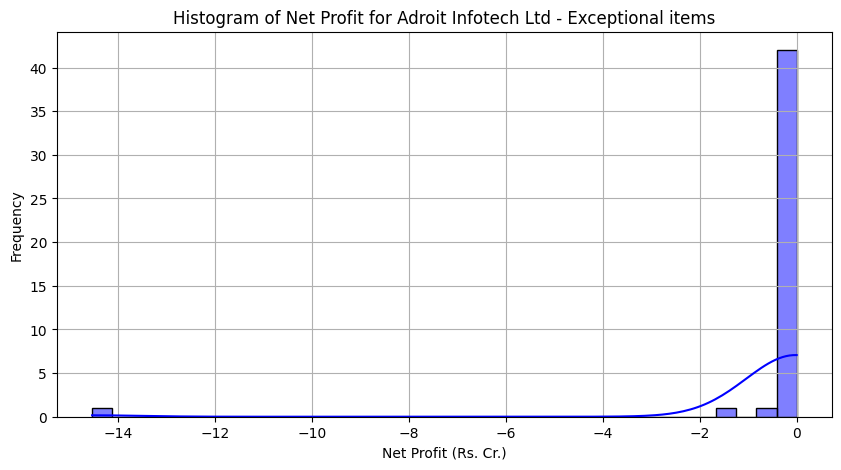 Histogram of Net Profit for Adroit Infotech Ltd - Exceptional items
Frequency
40
35
30
25
20
15
10
5
0
−14 −12 −10 −8 −6 −4 −2 0
Net Profit (Rs. Cr.)